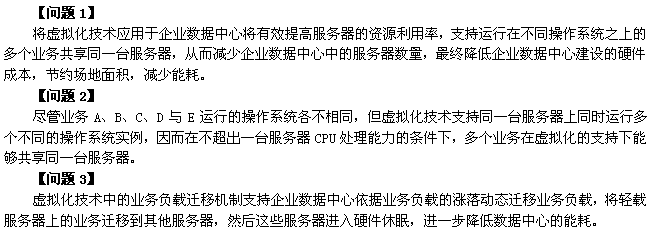 【问题 1】
将虚拟化技术应用于企业数据中心将有效提高服务器的资源利用率，支持运行在不同操作系统之上的
多个业务共享同一台服务器，从而减少企业数据中心中的服务器数量，最终降低企业数据中心建设的硬件
成本，节约场地面积，减少能耗。
【问题 2】
尽管业务 A、B、C、D 与 E 运行的操作系统各不相同，但虚拟化技术支持同一台服务器上同时运行多
个不同的操作系统实例，因而在不超出一台服务器 CPU 处理能力的条件下，多个业务在虚拟化的支持下能
够共享同一台服务器。
【问题 3】
虚拟化技术中的业务负载迁移机制支持企业数据中心依据业务负载的涨落动态迁移业务负载，将轻载
服务器上的业务迁移到其他服务器，然后这些服务器进入硬件休眠，进一步降低数据中心的能耗。